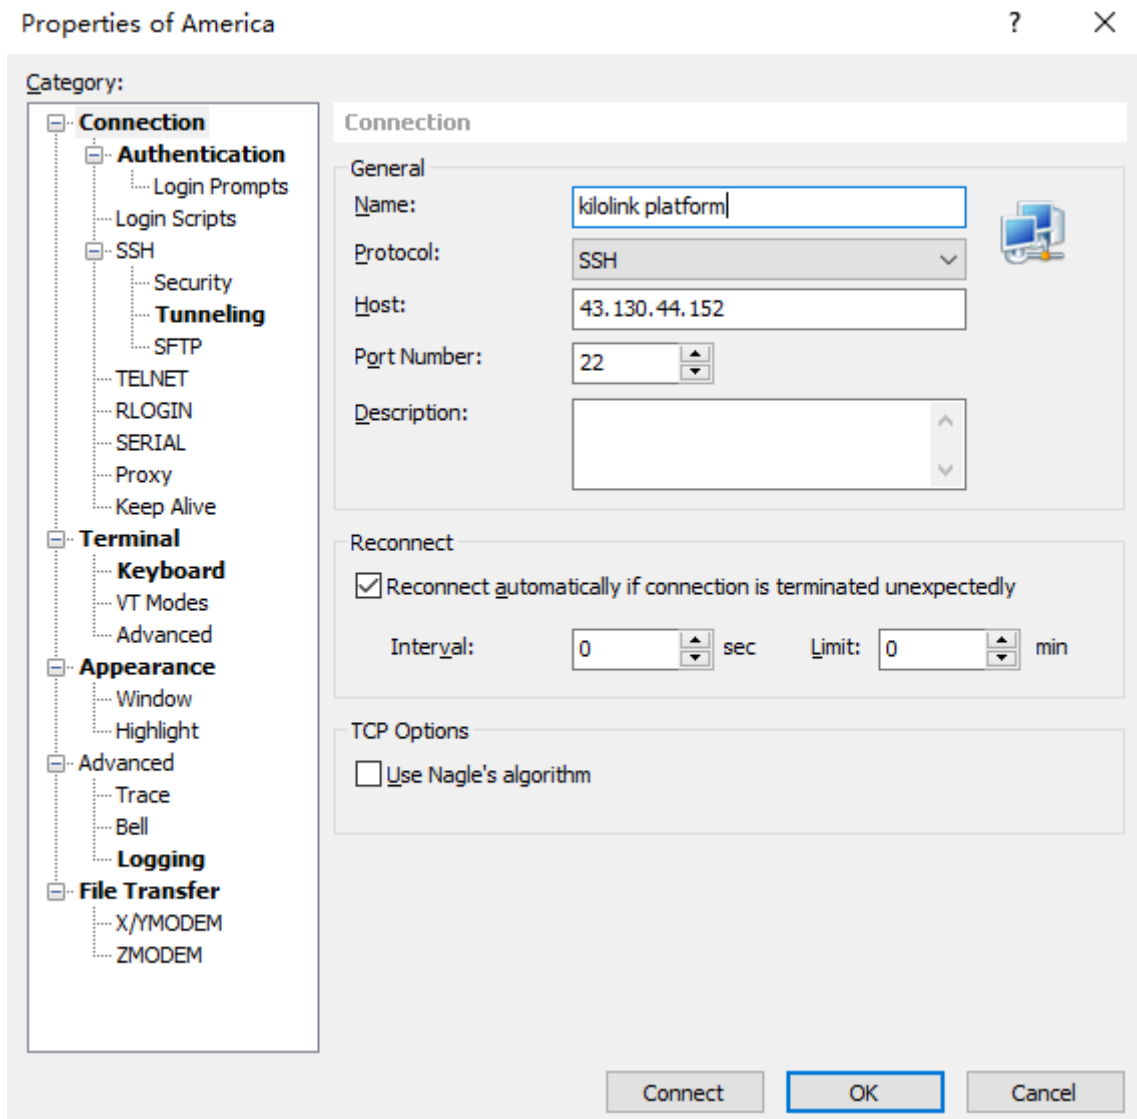 Properties of America
?
Category:
Connection
Authentication
Login Prompts
Login Scripts
SSH
Security
Tunneling
SFTP
TELNET
RLOGIN
SERIAL
Proxy
Keep Alive
Terminal
Keyboard
VT Modes
Advanced
Appearance
Window
Highlight
Advanced
Trace
Bell
Logging
File Transfer
X/YMODEM
ZMODEM
Connection
General
Name: kilolink platform
Protocol: SSH
Host: 43.130.44.152
Port Number: 22
Description:
Reconnect
Reconnect automatically if connection is terminated unexpectedly
Interval: 0 sec Limit: 0 min
TCP Options
Use Nagle's algorithm
Connect OK Cancel